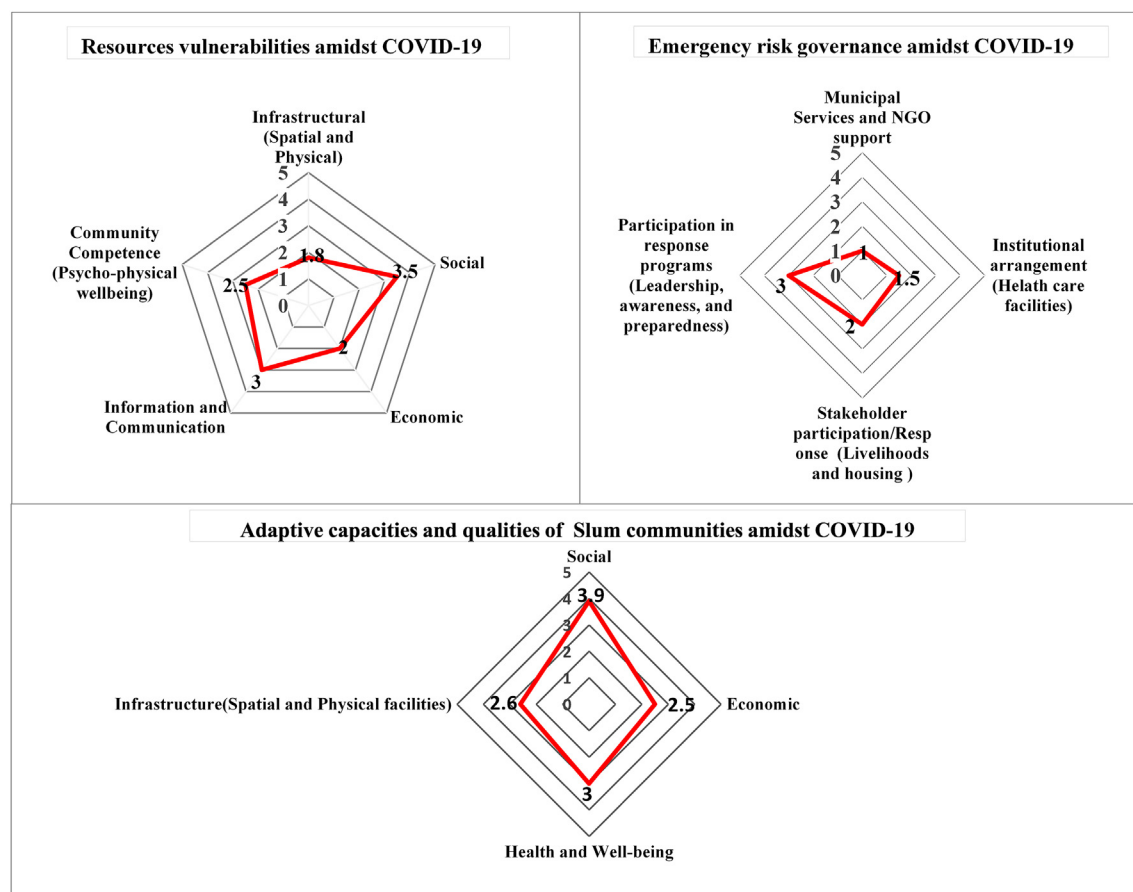 Resources vulnerabilities amidst COVID-19
Infrastructural
(Spatial and
Physical)
5
4
3
2
1
0
1.8
Social
3.5
Economic
2
Information and
Communication
3
Community
Competence
(Psycho-physical
wellbeing)
2.5
Emergency risk governance amidst COVID-19
Municipal
Services and NGO
support
5
4
3
2
1
0
1
Institutional
arrangement
(Helath care
facilities)
1.5
Stakeholder
participation/Resp
onse (Livelihoods
and housing )
2
Participation in
response
programs
(Leadership,
awareness, and
preparedness)
3
Adaptive capacities and qualities of Slum communities amidst COVID-19
Social
5
4
3
2
1
0
3.9
Economic
2.5
Health and Well-being
3
Infrastructure(Spatial and Physical facilities)
2.6